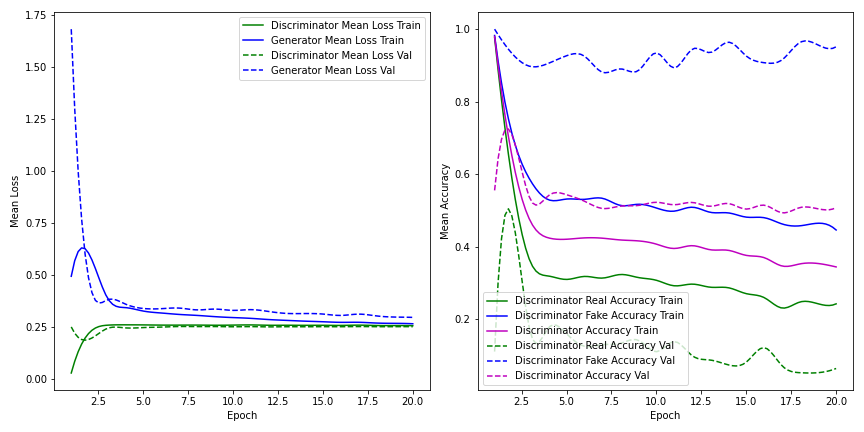 1.75
1.50
1.25
1.00
0.75
0.50
0.25
0.00
Mean Loss
2.5 5.0 7.5 10.0 12.5 15.0 17.5 20.0
Epoch
Discriminator Mean Loss Train
Generator Mean Loss Train
Discriminator Mean Loss Val
Generator Mean Loss Val
1.0
0.8
0.6
0.4
0.2
Mean Accuracy
2.5 5.0 7.5 10.0 12.5 15.0 17.5 20.0
Epoch
Discriminator Real Accuracy Train
Discriminator Fake Accuracy Train
Discriminator Accuracy Train
Discriminator Real Accuracy Val
Discriminator Fake Accuracy Val
Discriminator Accuracy Val